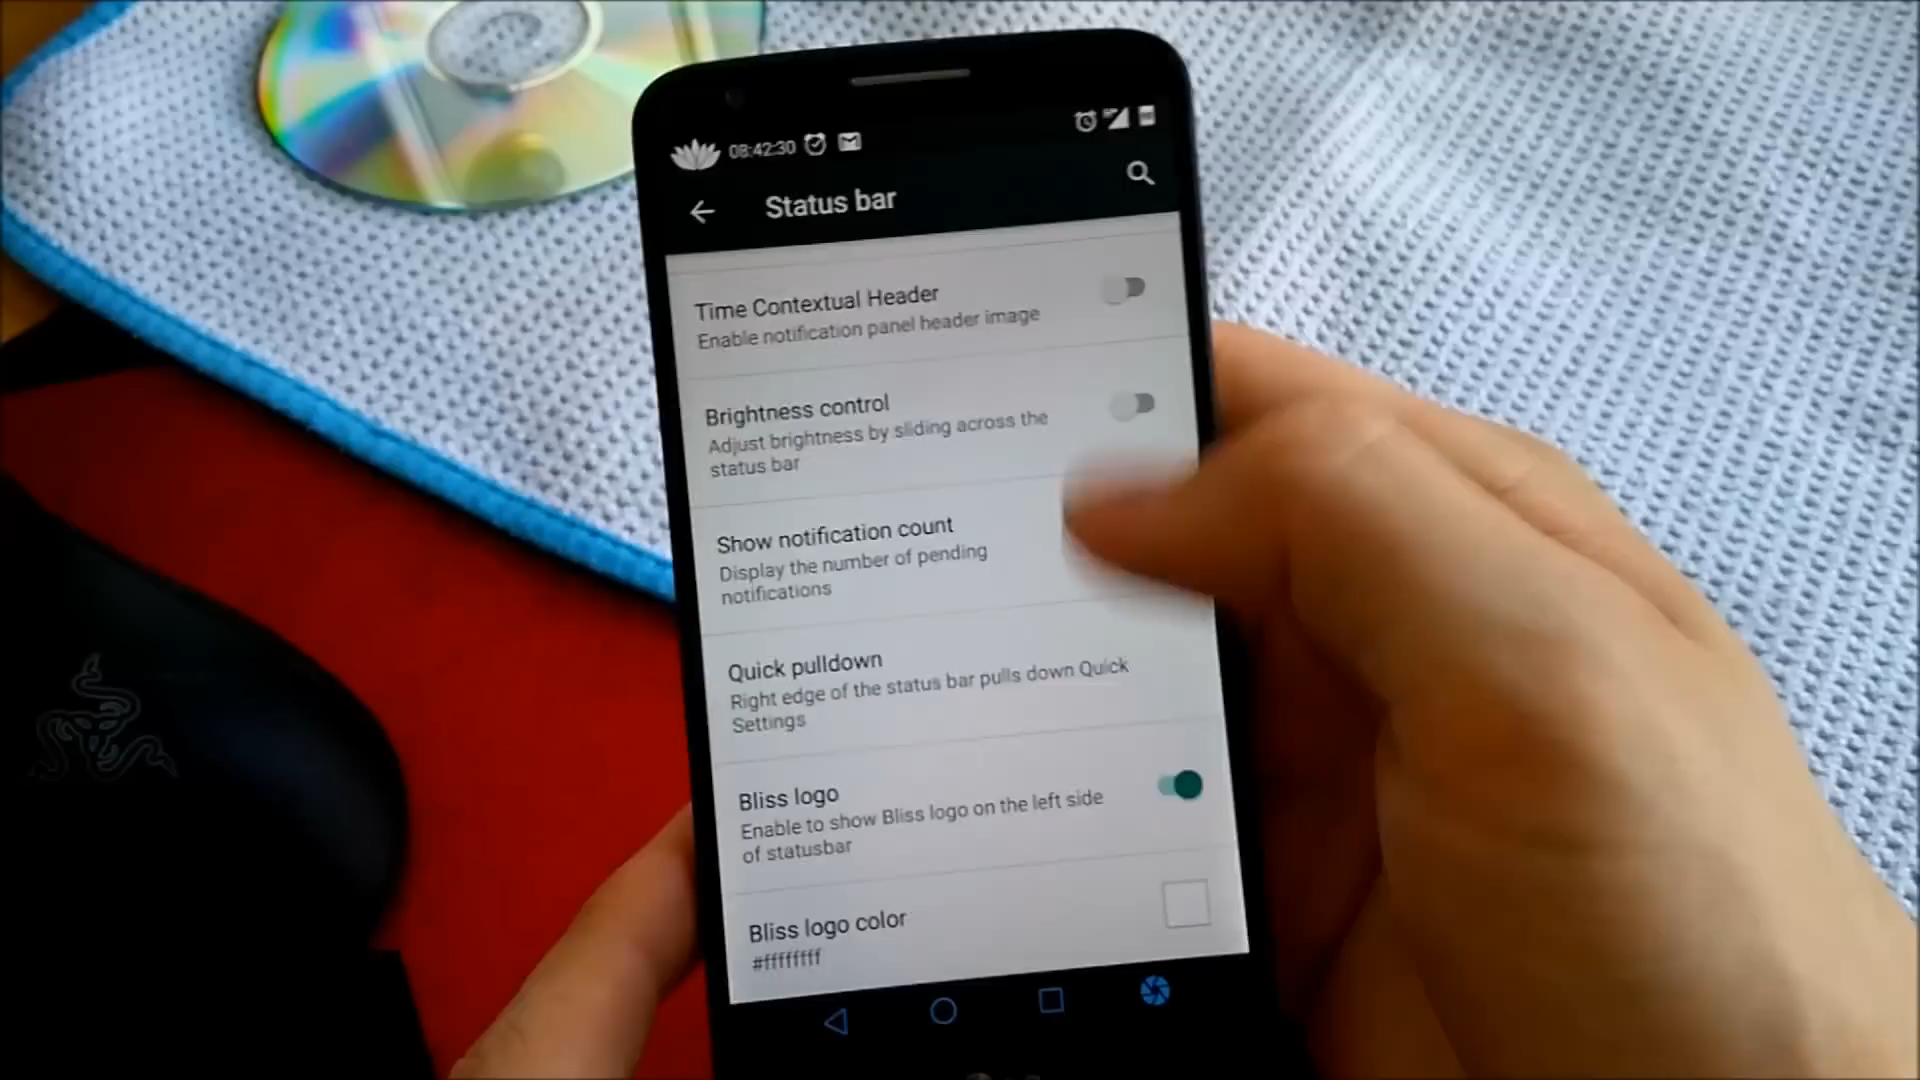 08:42:30
Status bar
Time Contextual Header
Enable notification panel header image
Brightness control
Adjust brightness by sliding across the
status bar
Show notification count
Display the number of pending
notifications
Quick pulldown
Right edge of the status bar pulls down Quick
Settings
Bliss logo
Enable to show Bliss logo on the left side
of statusbar
Bliss logo color
#ffffffff